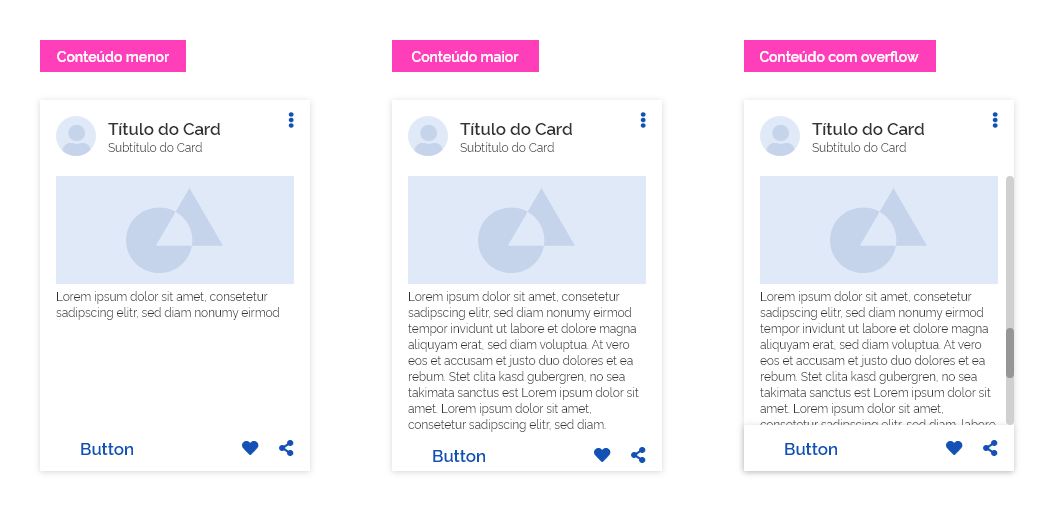 Conteúdo menor
Título do Card
Subtítulo do Card
Lorem ipsum dolor sit amet, consetetur
sadipscing elitr, sed diam nonumy eirmod
Button
Conteúdo maior
Título do Card
Subtítulo do Card
Lorem ipsum dolor sit amet, consetetur
sadipscing elitr, sed diam nonumy eirmod
tempor invidunt ut labore et dolore magna
aliquyam erat, sed diam voluptua. At vero
eos et accusam et justo duo dolores et ea
rebum. Stet clita kasd gubergren, no sea
takimata sanctus est Lorem ipsum dolor sit
amet. Lorem ipsum dolor sit amet,
consetetur sadipscing elitr, sed diam.
Button
Conteúdo com overflow
Título do Card
Subtítulo do Card
Lorem ipsum dolor sit amet, consetetur
sadipscing elitr, sed diam nonumy eirmod
tempor invidunt ut labore et dolore magna
aliquyam erat, sed diam voluptua. At vero
eos et accusam et justo duo dolores et ea
rebum. Stet clita kasd gubergren, no sea
takimata sanctus est Lorem ipsum dolor sit
amet. Lorem ipsum dolor sit amet,
consetetur sadipscing elitr, sed diam. labore
Button